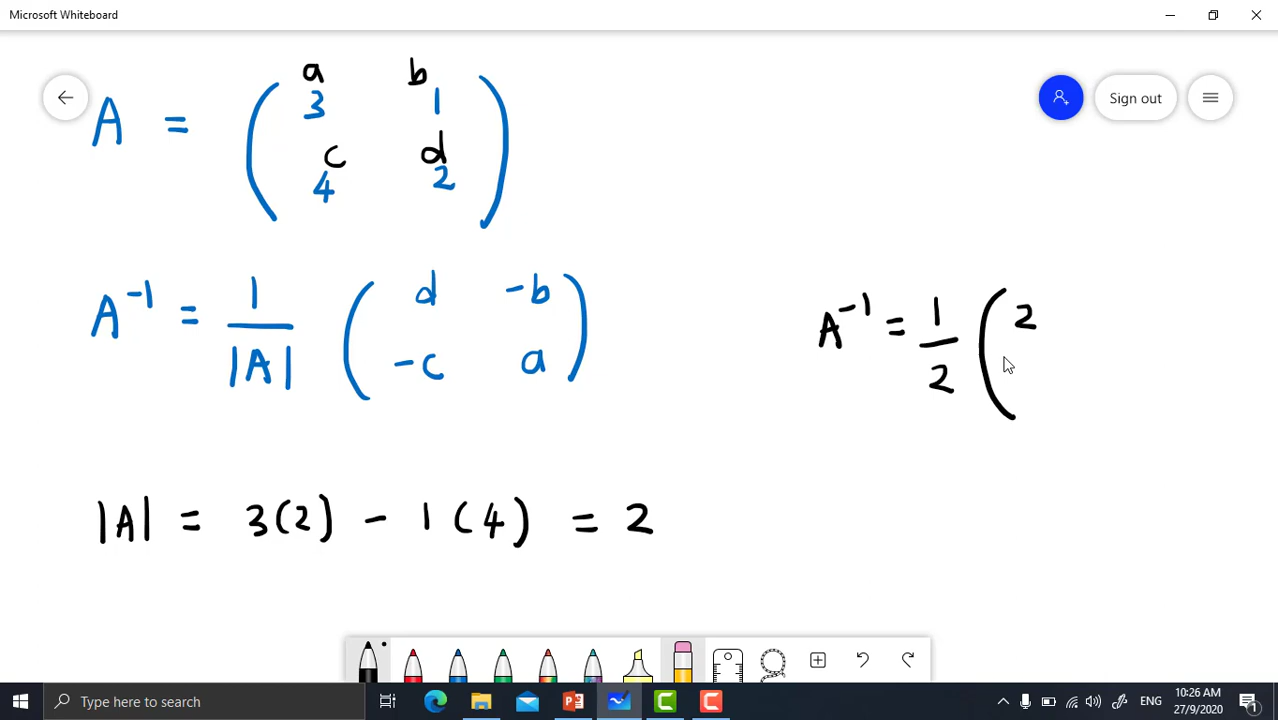 Microsoft Whiteboard
Sign out
a b
A = ( 3 1
c d
4 2 )
A⁻¹ = 1/|A| ( d -b
-c a )
A⁻¹ = 1/2 ( 2
|A| = 3(2) - 1(4) = 2
Type here to search
ENG
10:26 AM
27/9/2020
1